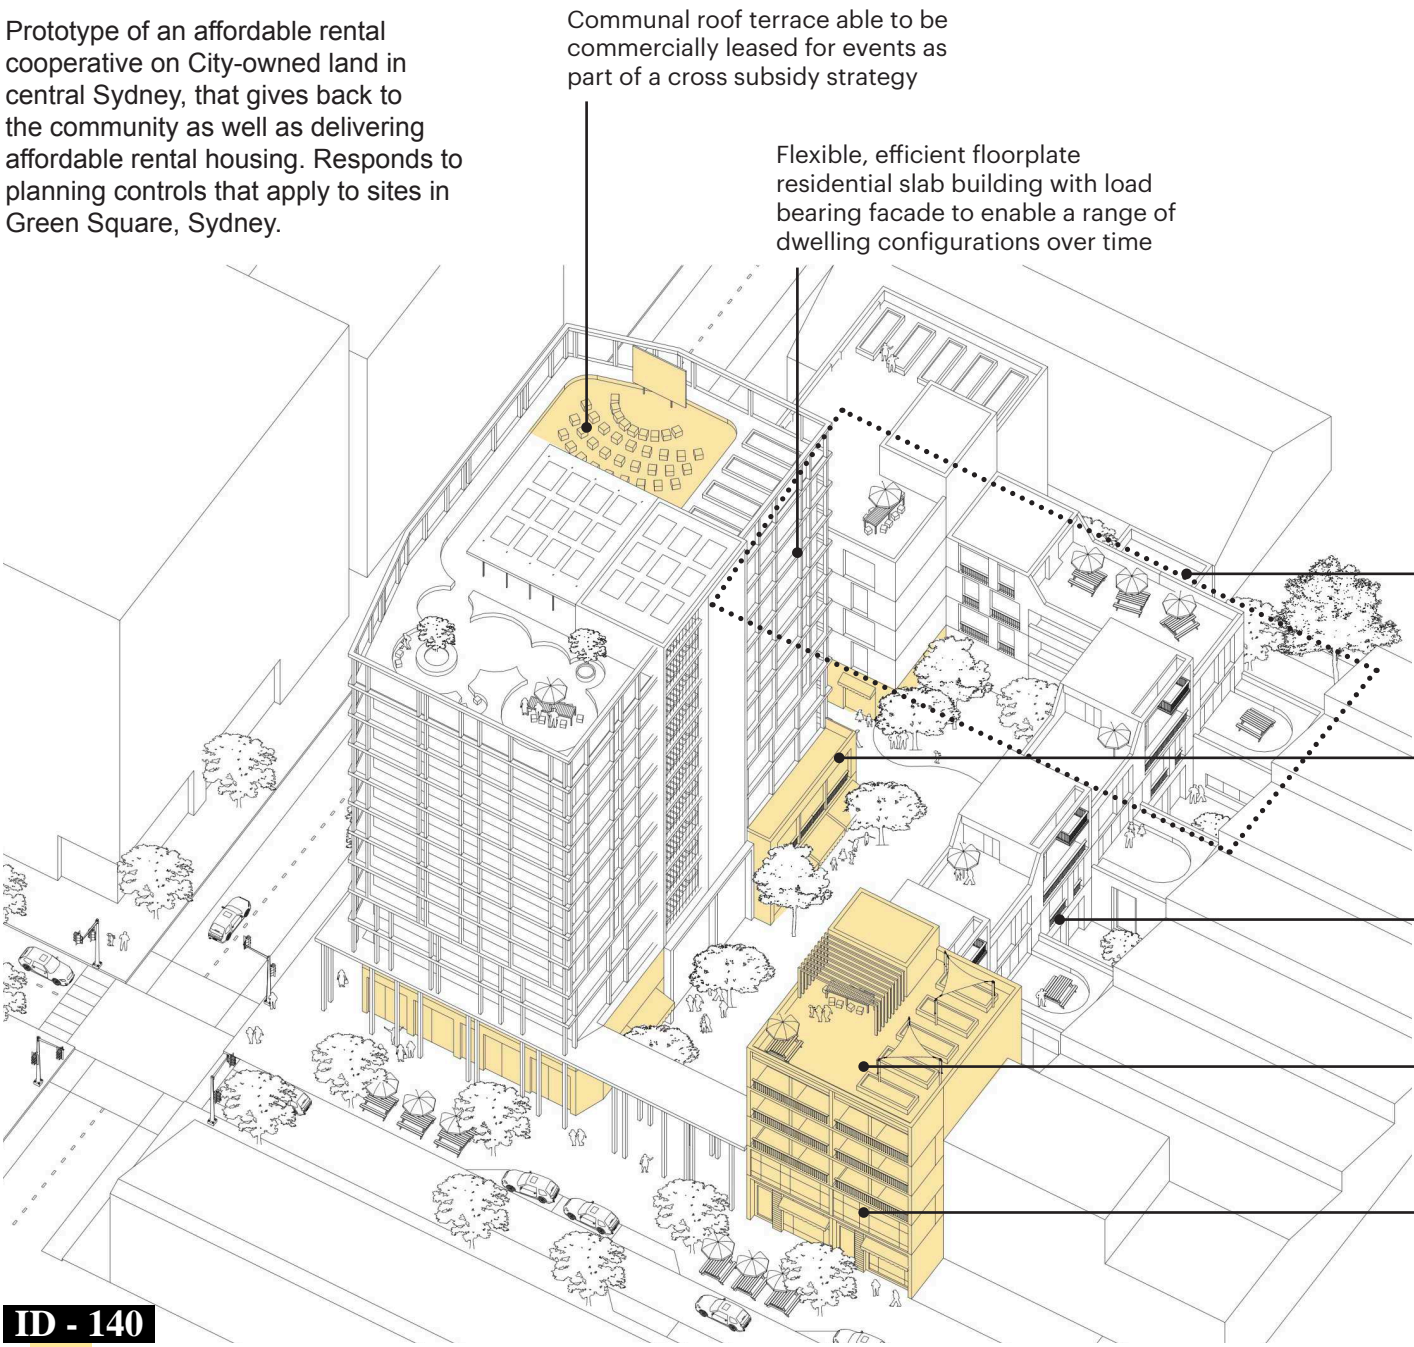 Prototype of an affordable rental
cooperative on City-owned land in
central Sydney, that gives back to
the community as well as delivering
affordable rental housing. Responds to
planning controls that apply to sites in
Green Square, Sydney.
Communal roof terrace able to be
commercially leased for events as
part of a cross subsidy strategy
Flexible, efficient floorplate
residential slab building with load
bearing facade to enable a range of
dwelling configurations over time
ID - 140